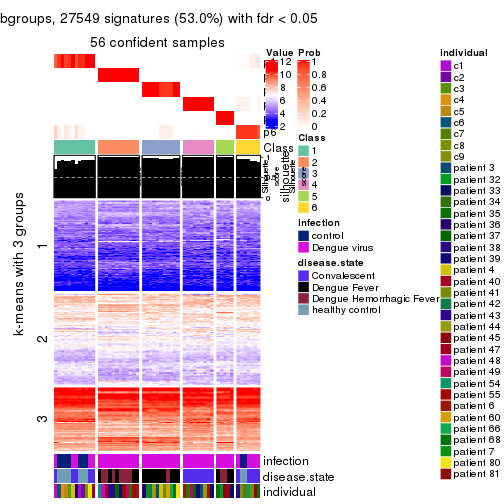 bgroups, 27549 signatures (53.0%) with fdr < 0.05
56 confident samples
k-means with 3 groups
1
2
3
p6
Class
silhouette score
1
0
infection
disease.state
individual
Value
12
10
8
6
4
2
Prob
1
0.8
0.6
0.4
0.2
0
Class
1
2
3
4
5
6
infection
control
Dengue virus
disease.state
Convalescent
Dengue Fever
Dengue Hemorrhagic Fever
healthy control
individual
c1
c2
c3
c4
c5
c6
c7
c8
c9
patient 3
patient 32
patient 33
patient 34
patient 35
patient 36
patient 37
patient 38
patient 39
patient 4
patient 40
patient 41
patient 42
patient 43
patient 44
patient 45
patient 47
patient 48
patient 49
patient 54
patient 55
patient 6
patient 60
patient 66
patient 68
patient 7
patient 80
patient 81